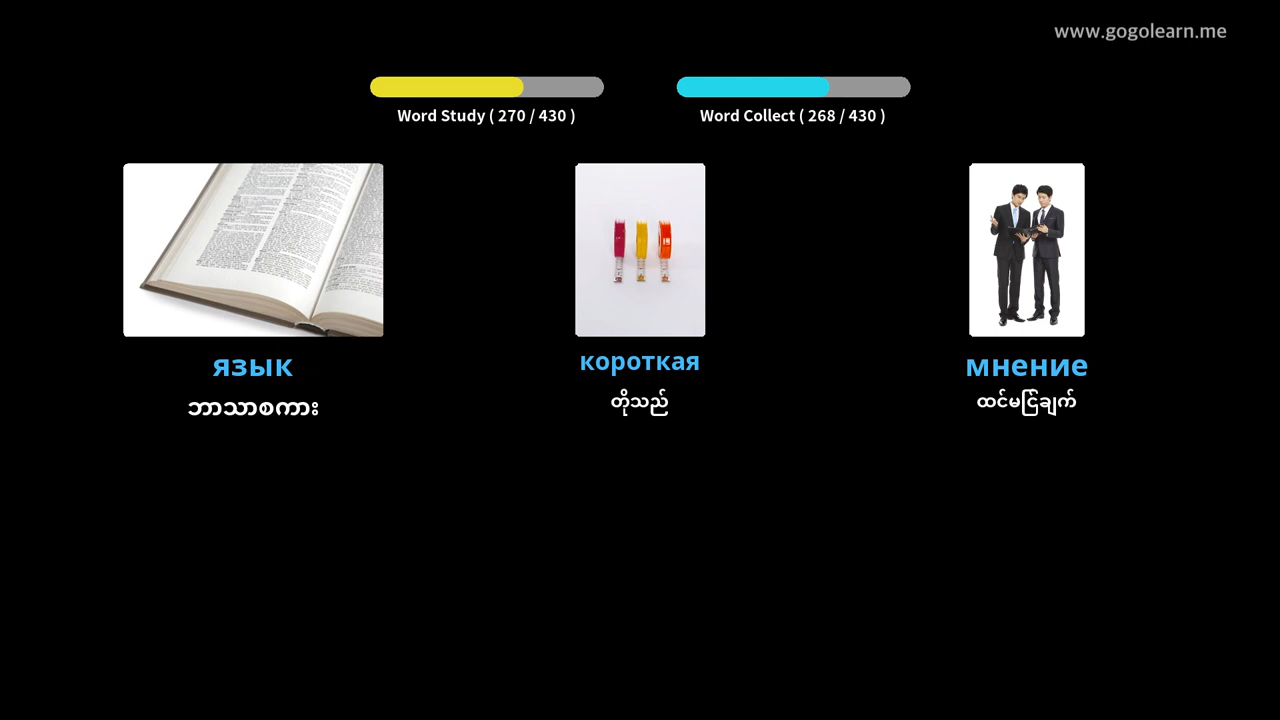 www.gogolearn.me
Word Study ( 270 / 430 )
Word Collect ( 268 / 430 )
язык
ဘာသာစကား
короткая
တိုသည်
мнение
ထင်မြင်ချက်